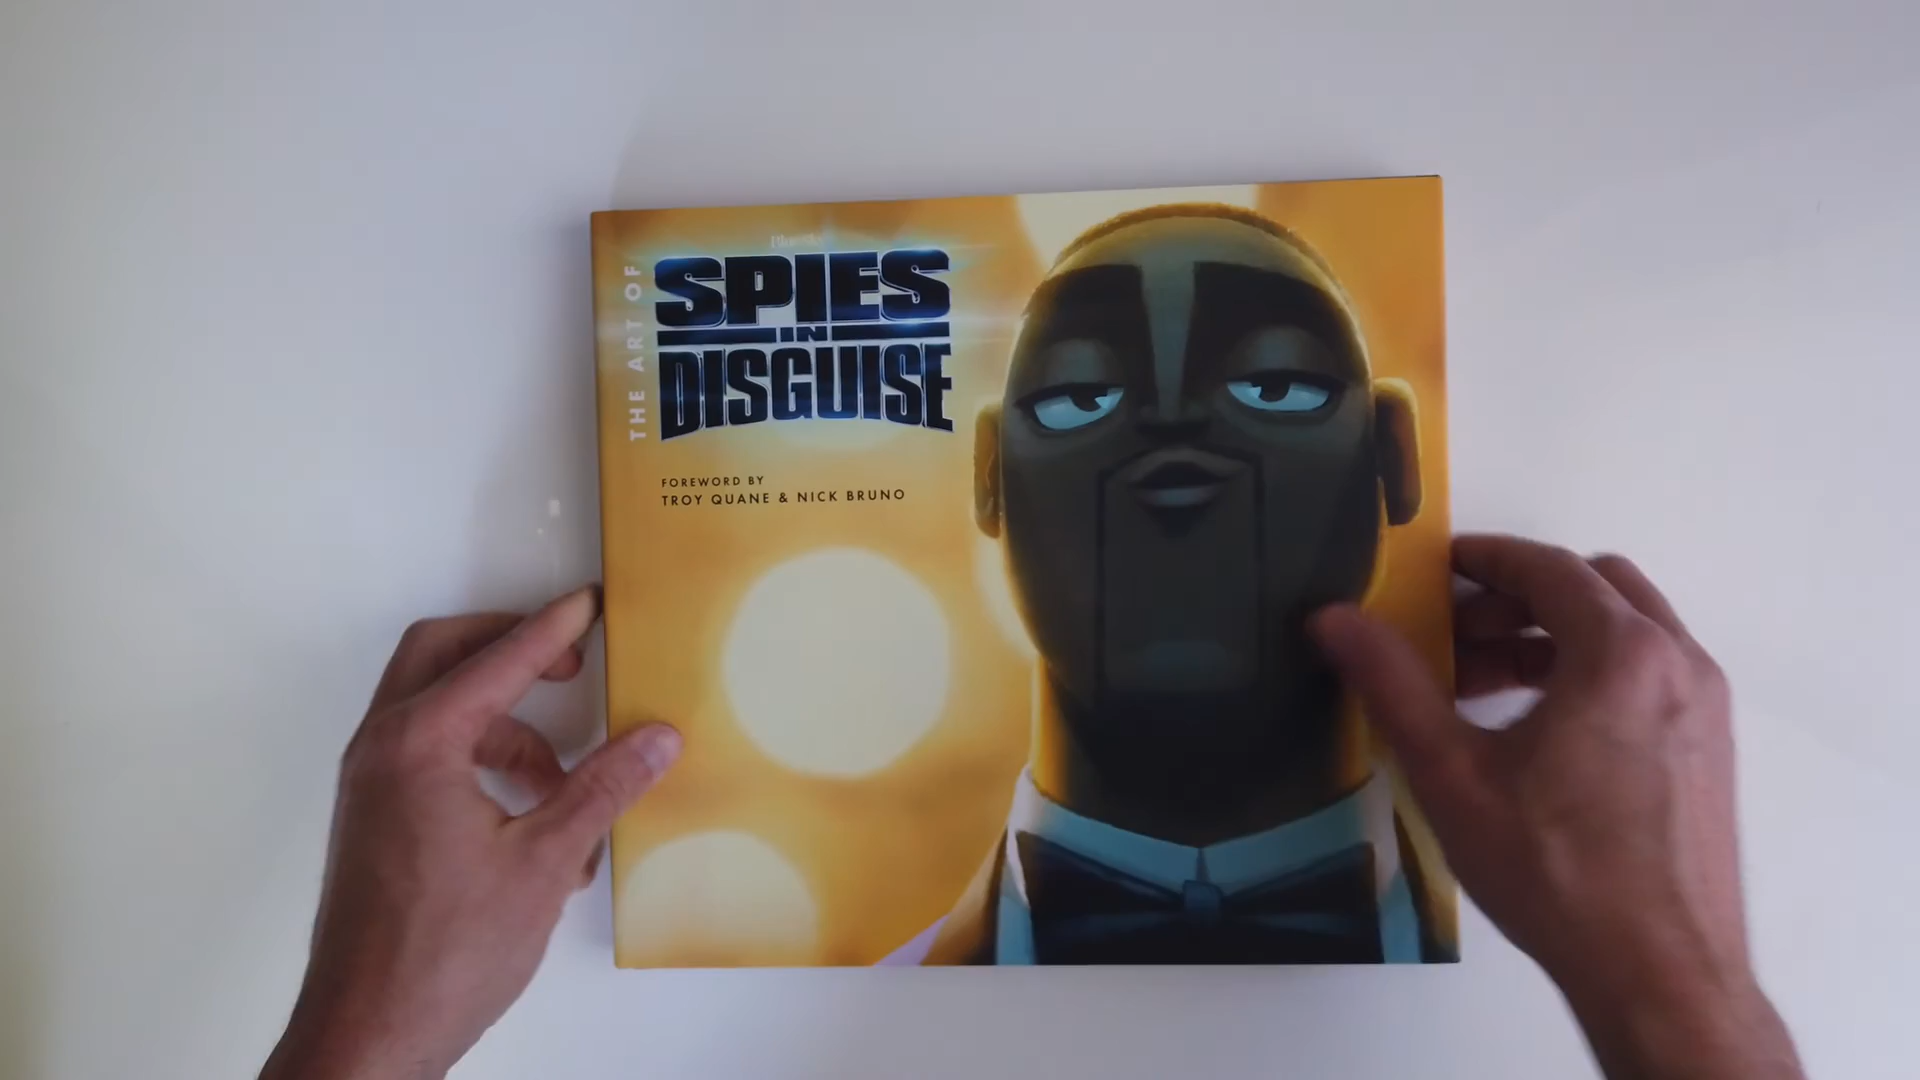 THE ART OF
SPIES
IN
DISGUISE
FOREWORD BY
TROY QUANE & NICK BRUNO